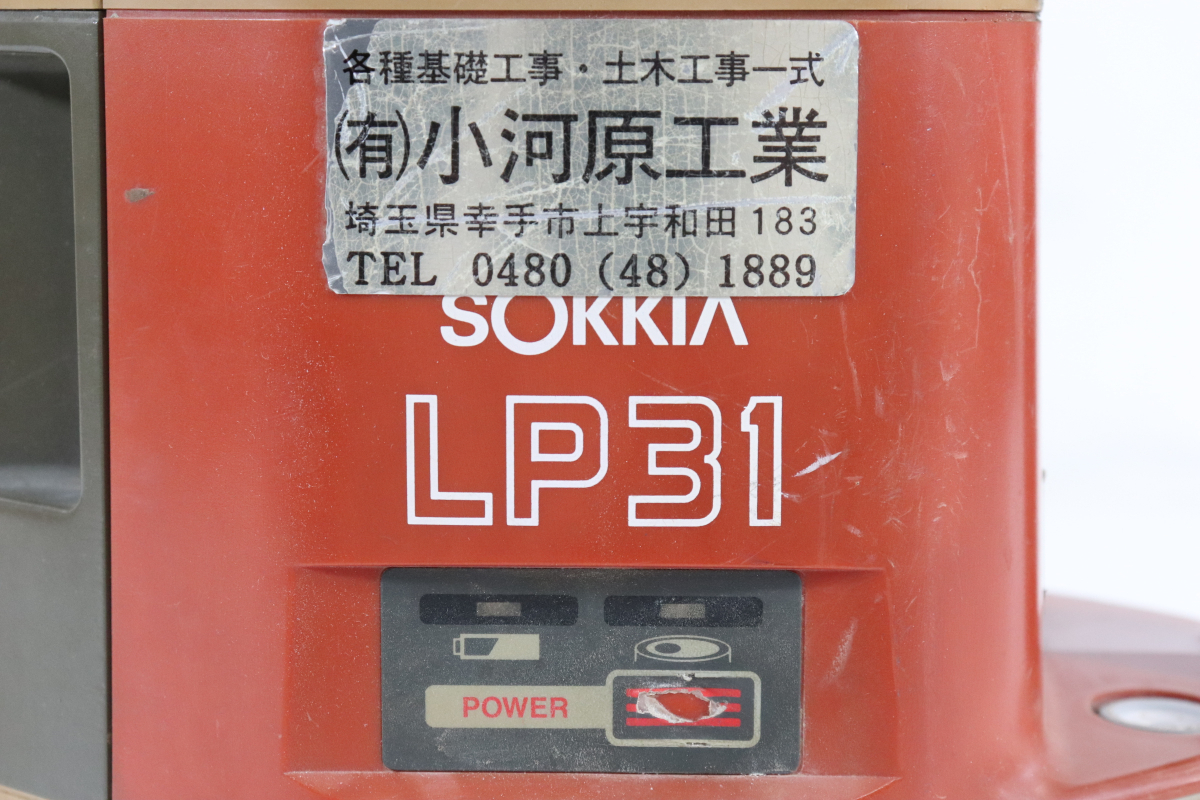 各種基礎工事・土木工事一式
㈲小河原工業
埼玉県幸手市上宇和田183
TEL 0480 (48) 1889
SOKKIA
LP31
POWER